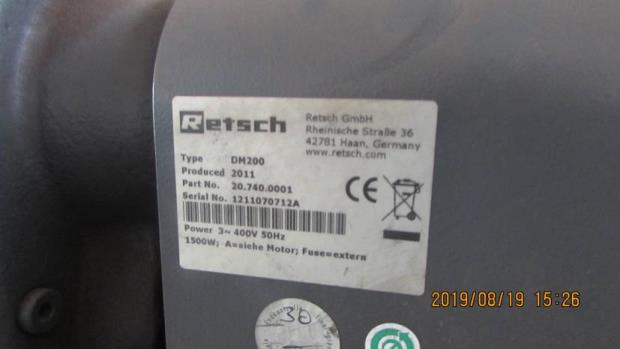 Retsch
Retsch GmbH
Rheinische Straße 36
42781 Haan, Germany
www.retsch.com
Type DM200
Produced 2011
Part No. 20.740.0001
Serial No. 1211070712A
CE
Power 3~ 400V 50Hz
1500W; A=siehe Motor; Fuse=extern
30
2019/08/19 15:26